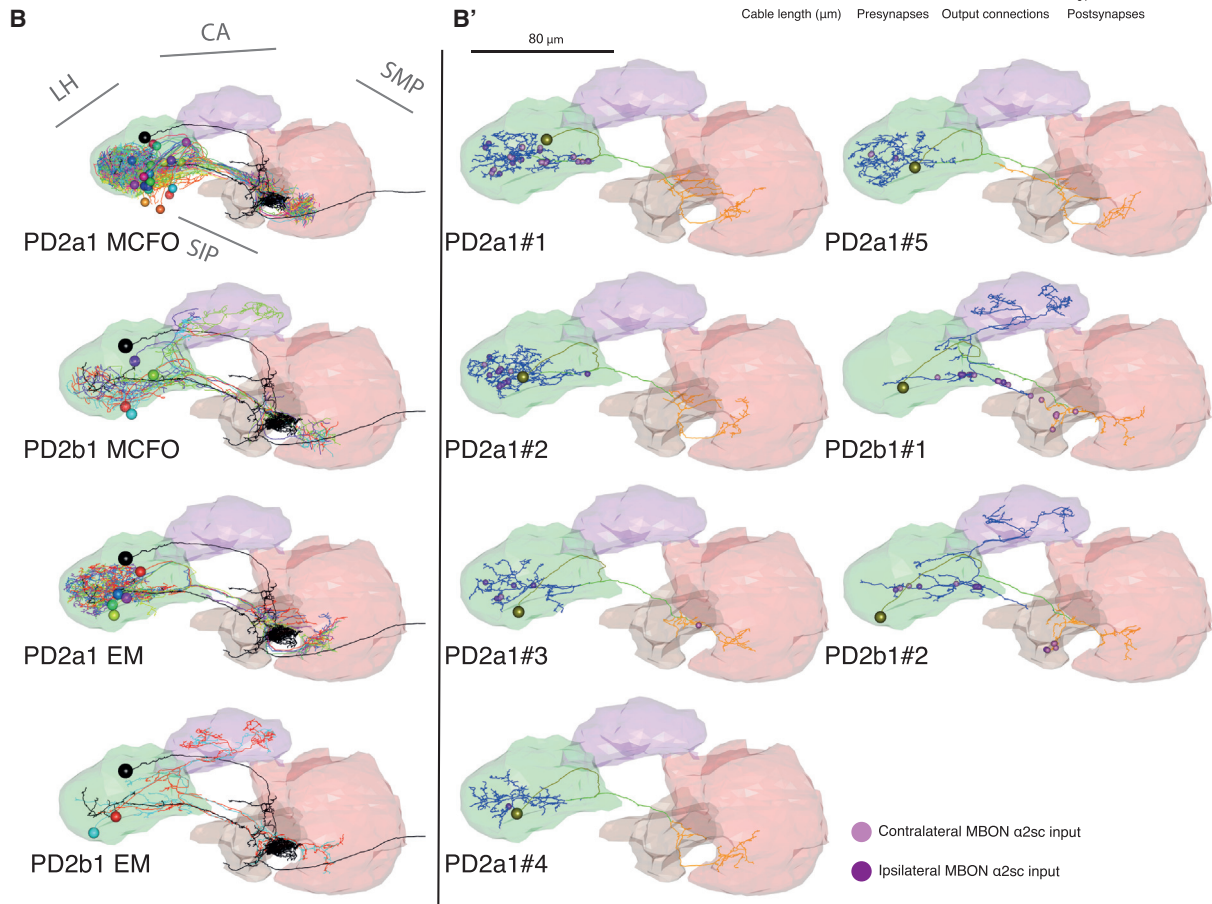 B
B’
Cable length (µm) Presynapses Output connections Postsynapses
CA
80 µm
LH
SMP
PD2a1 MCFO
SIP
PD2a1#1
PD2a1#5
PD2b1 MCFO
PD2a1#2
PD2b1#1
PD2a1 EM
PD2a1#3
PD2b1#2
PD2b1 EM
PD2a1#4
Contralateral MBON α2sc input
Ipsilateral MBON α2sc input